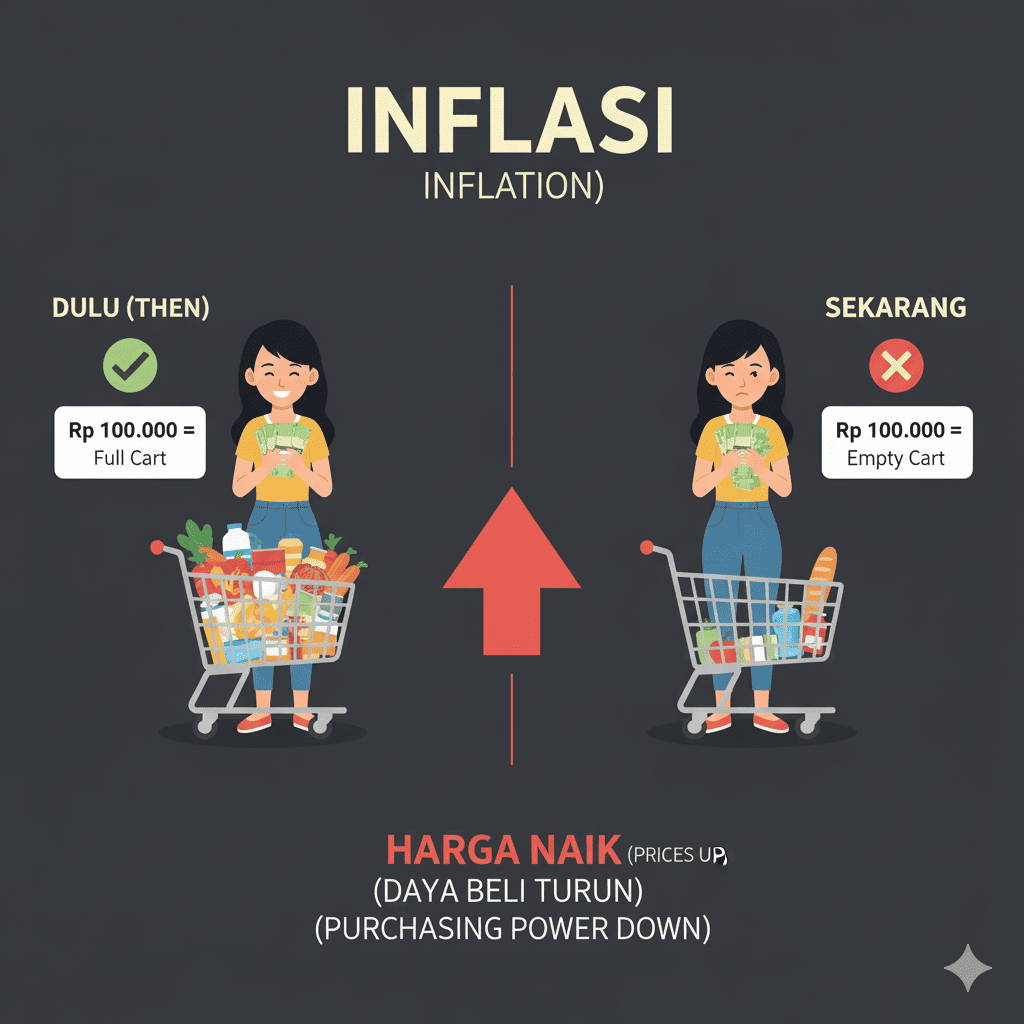 INFLASI
INFLATION)
DULU (THEN)
Rp 100.000 =
Full Cart
SEKARANG
Rp 100.000 =
Empty Cart
HARGA NAIK (PRICES UP,
(DAYA BELI TURUN)
(PURCHASING POWER DOWN)